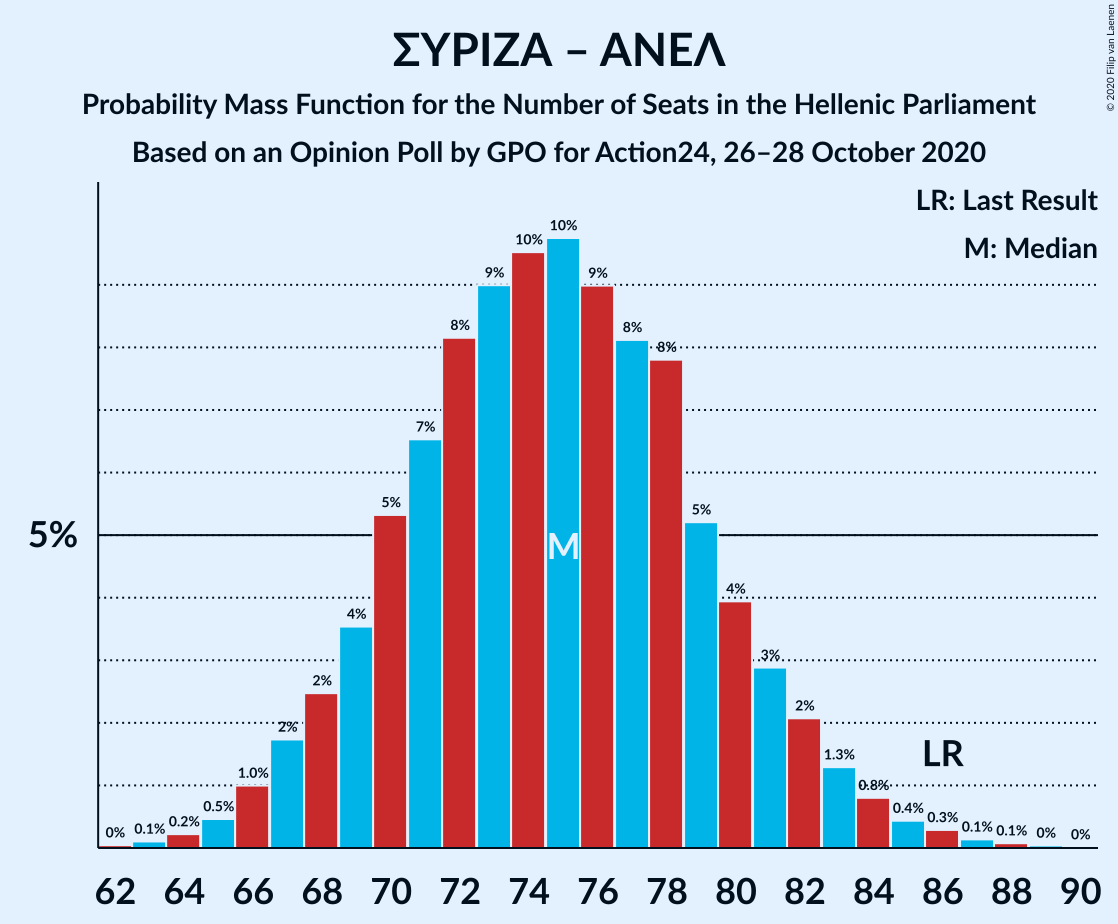 ΣΥΡΙΖΑ – ΑΝΕΛ
Probability Mass Function for the Number of Seats in the Hellenic Parliament
Based on an Opinion Poll by GPO for Action24, 26–28 October 2020
© 2020 Filip van Laenen
LR: Last Result
M: Median
5%
0% 0.1% 0.2% 0.5% 1.0% 2% 2% 4% 5% 7% 8% 9% 10% 10% 9% 8% 8% 5% 4% 3% 2% 1.3% 0.8% 0.4% 0.3% 0.1% 0.1% 0% 0%
M
LR
62 64 66 68 70 72 74 76 78 80 82 84 86 88 90